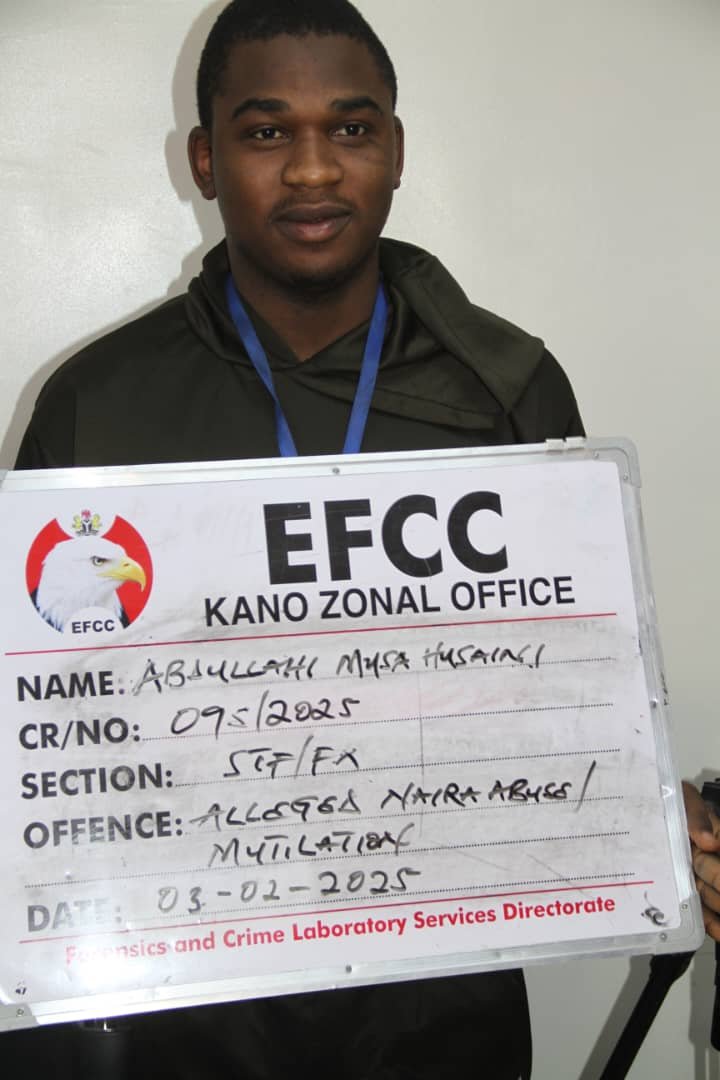 EFCC
KANO ZONAL OFFICE
EFCC
NAME: ABDULLAHI MUSA HUSAINI
CR/NO: 095/2025
SECTION: STF/FX
OFFENCE: ALLEGED NAIRA ABUSE/
MUTILATION
DATE: 03-02-2025
Forensics and Crime Laboratory Services Directorate